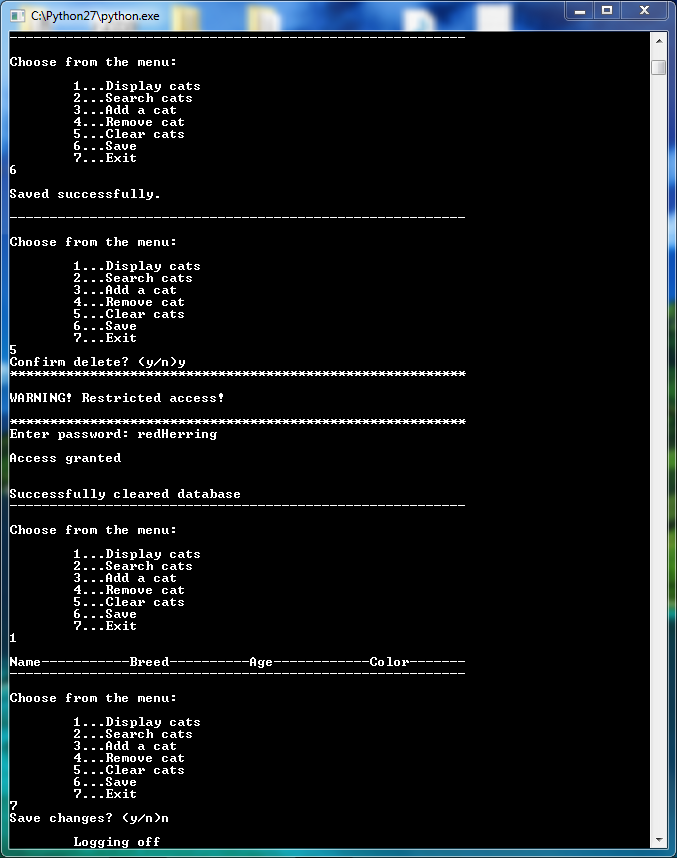 C:\Python27\python.exe
---------------------------------------------------------
Choose from the menu:
1...Display cats
2...Search cats
3...Add a cat
4...Remove cat
5...Clear cats
6...Save
7...Exit
6
Saved successfully.
---------------------------------------------------------
Choose from the menu:
1...Display cats
2...Search cats
3...Add a cat
4...Remove cat
5...Clear cats
6...Save
7...Exit
5
Confirm delete? (y/n)y
*********************************************************
WARNING! Restricted access!
*********************************************************
Enter password: redHerring
Access granted
Successfully cleared database
---------------------------------------------------------
Choose from the menu:
1...Display cats
2...Search cats
3...Add a cat
4...Remove cat
5...Clear cats
6...Save
7...Exit
1
Name-----------Breed----------Age------------Color-------
---------------------------------------------------------
Choose from the menu:
1...Display cats
2...Search cats
3...Add a cat
4...Remove cat
5...Clear cats
6...Save
7...Exit
7
Save changes? (y/n)n
Logging off